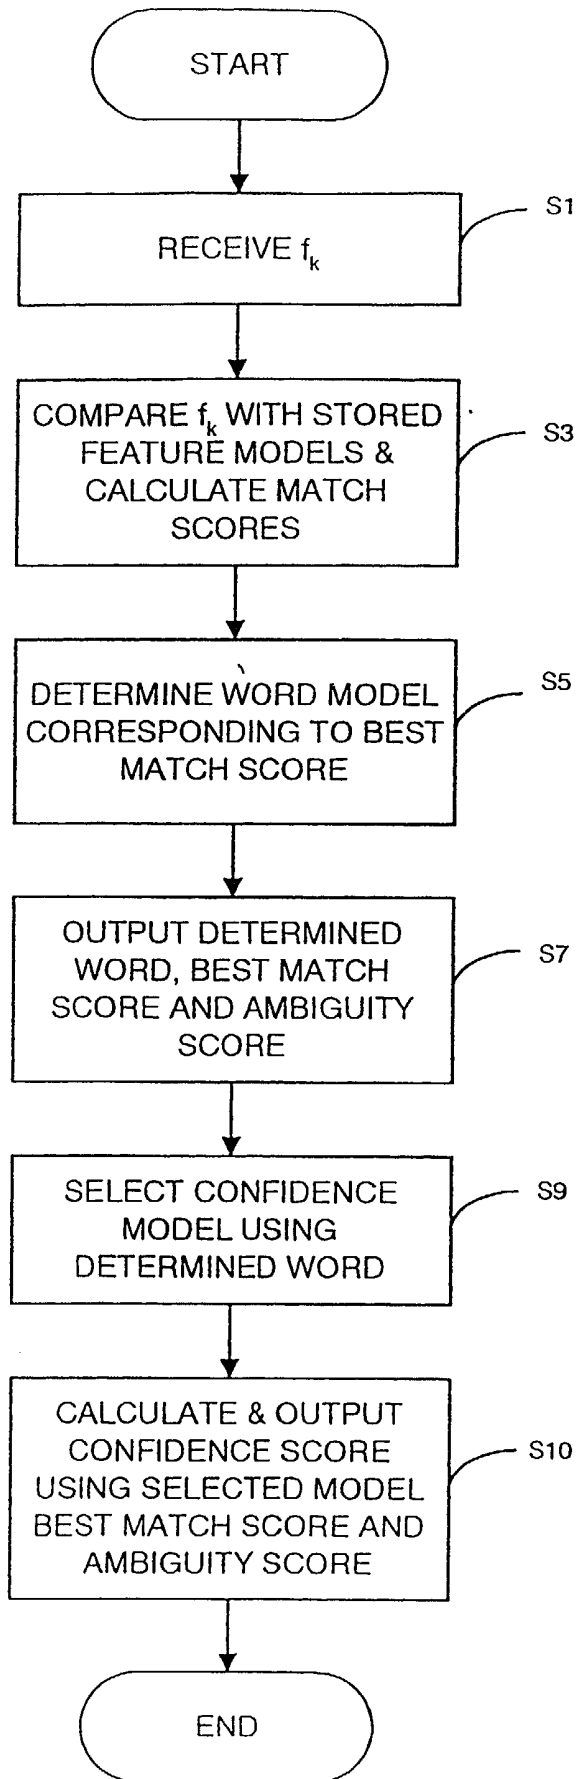 START
S1
RECEIVE fk
COMPARE fk WITH STORED
FEATURE MODELS &
CALCULATE MATCH
SCORES
S3
DETERMINE WORD MODEL
CORRESPONDING TO BEST
MATCH SCORE
S5
OUTPUT DETERMINED
WORD, BEST MATCH
SCORE AND AMBIGUITY
SCORE
S7
SELECT CONFIDENCE
MODEL USING
DETERMINED WORD
S9
CALCULATE & OUTPUT
CONFIDENCE SCORE
USING SELECTED MODEL
BEST MATCH SCORE AND
AMBIGUITY SCORE
S10
END